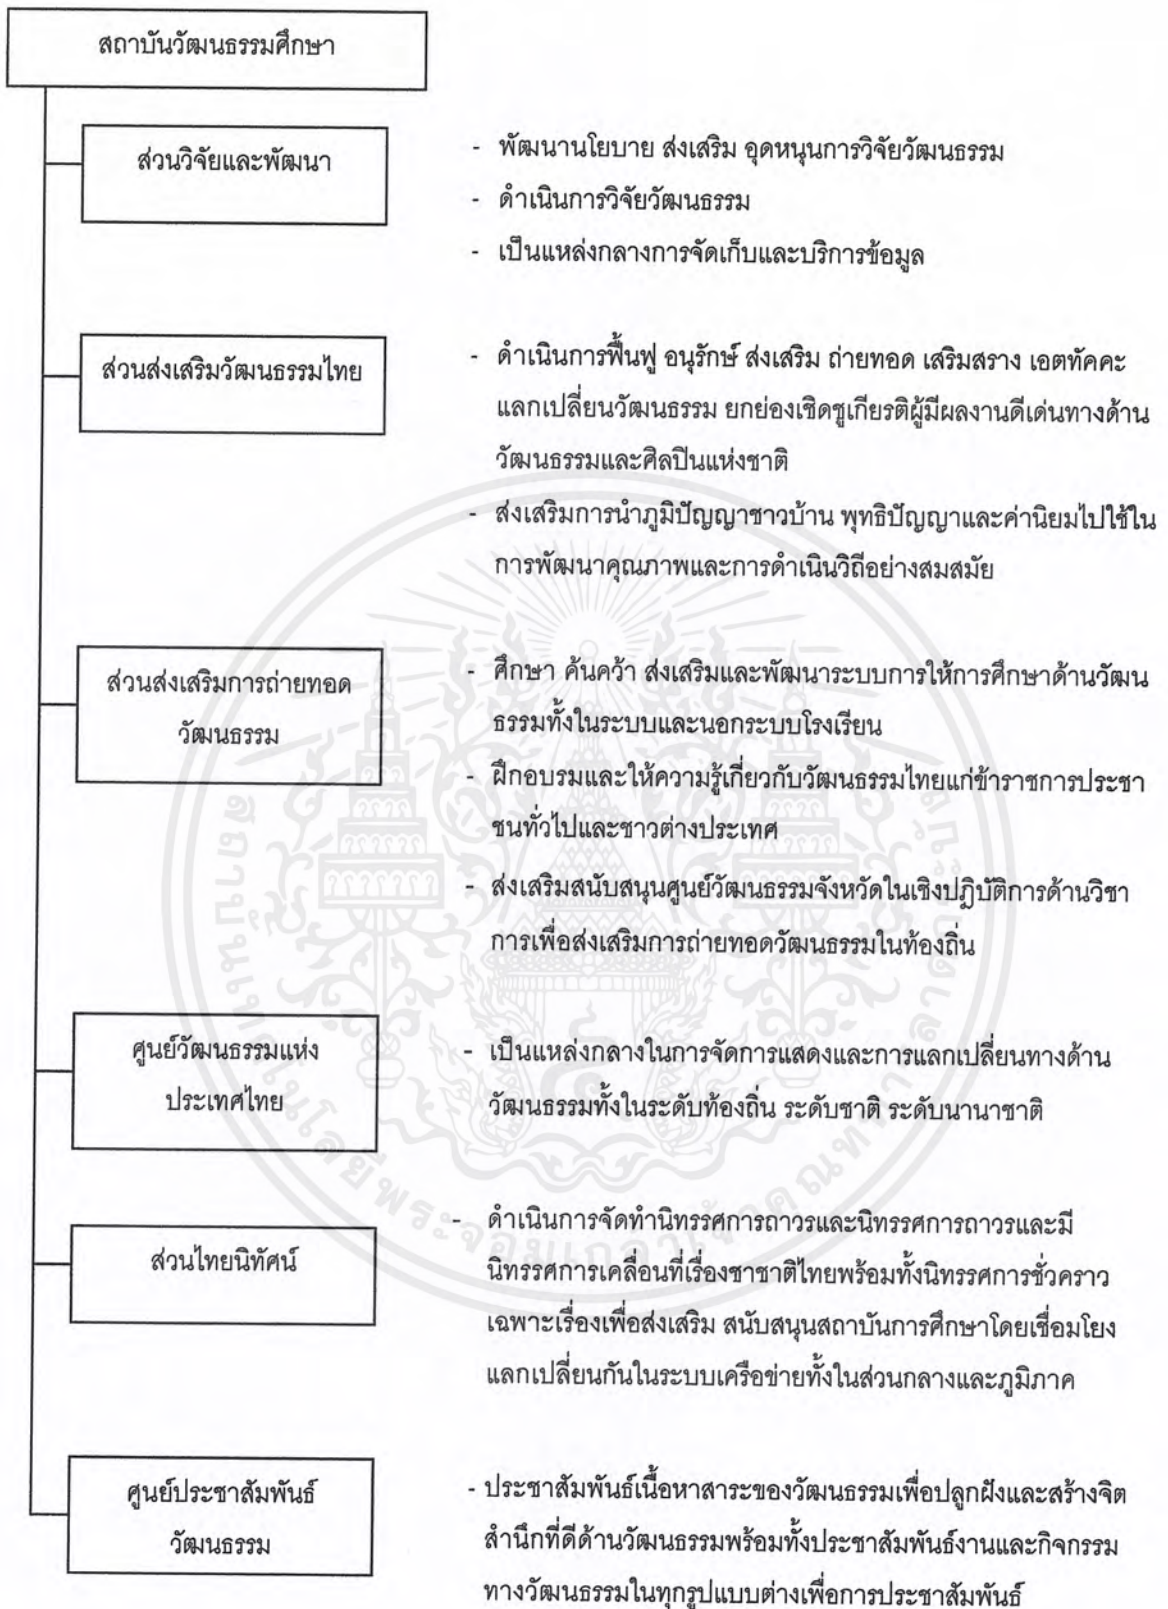 สถาบันวัฒนธรรมศึกษา
ส่วนวิจัยและพัฒนา
- พัฒนานโยบาย ส่งเสริม อุดหนุนการวิจัยวัฒนธรรม
- ดำเนินการวิจัยวัฒนธรรม
- เป็นแหล่งกลางการจัดเก็บและบริการข้อมูล
ส่วนส่งเสริมวัฒนธรรมไทย
- ดำเนินการฟื้นฟู อนุรักษ์ ส่งเสริม ถ่ายทอด เสริมสราง เอตทัคคะ
แลกเปลี่ยนวัฒนธรรม ยกย่องเชิดชูเกียรติผู้มีผลงานดีเด่นทางด้าน
วัฒนธรรมและศิลปินแห่งชาติ
- ส่งเสริมการนำภูมิปัญญาชาวบ้าน พุทธิปัญญาและค่านิยมไปใช้ใน
การพัฒนาคุณภาพและการดำเนินวิถีอย่างสมสมัย
ส่วนส่งเสริมการถ่ายทอด
วัฒนธรรม
- ศึกษา ค้นคว้า ส่งเสริมและพัฒนาระบบการให้การศึกษาด้านวัฒน
ธรรมทั้งในระบบและนอกระบบโรงเรียน
- ฝึกอบรมและให้ความรู้เกี่ยวกับวัฒนธรรมไทยแก่ข้าราชการประชา
ชนทั่วไปและชาวต่างประเทศ
- ส่งเสริมสนับสนุนศูนย์วัฒนธรรมจังหวัดในเชิงปฏิบัติการด้านวิชา
การเพื่อส่งเสริมการถ่ายทอดวัฒนธรรมในท้องถิ่น
ศูนย์วัฒนธรรมแห่ง
ประเทศไทย
- เป็นแหล่งกลางในการจัดการแสดงและการแลกเปลี่ยนทางด้าน
วัฒนธรรมทั้งในระดับท้องถิ่น ระดับชาติ ระดับนานาชาติ
ส่วนไทยนิทัศน์
- ดำเนินการจัดทำนิทรรศการถาวรและนิทรรศการถาวรและมี
นิทรรศการเคลื่อนที่เรื่องชาชาติไทยพร้อมทั้งนิทรรศการชั่วคราว
เฉพาะเรื่องเพื่อส่งเสริม สนับสนุนสถาบันการศึกษาโดยเชื่อมโยง
แลกเปลี่ยนกันในระบบเครือข่ายทั้งในส่วนกลางและภูมิภาค
ศูนย์ประชาสัมพันธ์
วัฒนธรรม
- ประชาสัมพันธ์เนื้อหาสาระของวัฒนธรรมเพื่อปลูกฝังและสร้างจิต
สำนึกที่ดีด้านวัฒนธรรมพร้อมทั้งประชาสัมพันธ์งานและกิจกรรม
ทางวัฒนธรรมในทุกรูปแบบต่างเพื่อการประชาสัมพันธ์
สถาบันเทคโนโลยีพระจอมเกล้าเจ้าคุณทหารลาดกระบัง